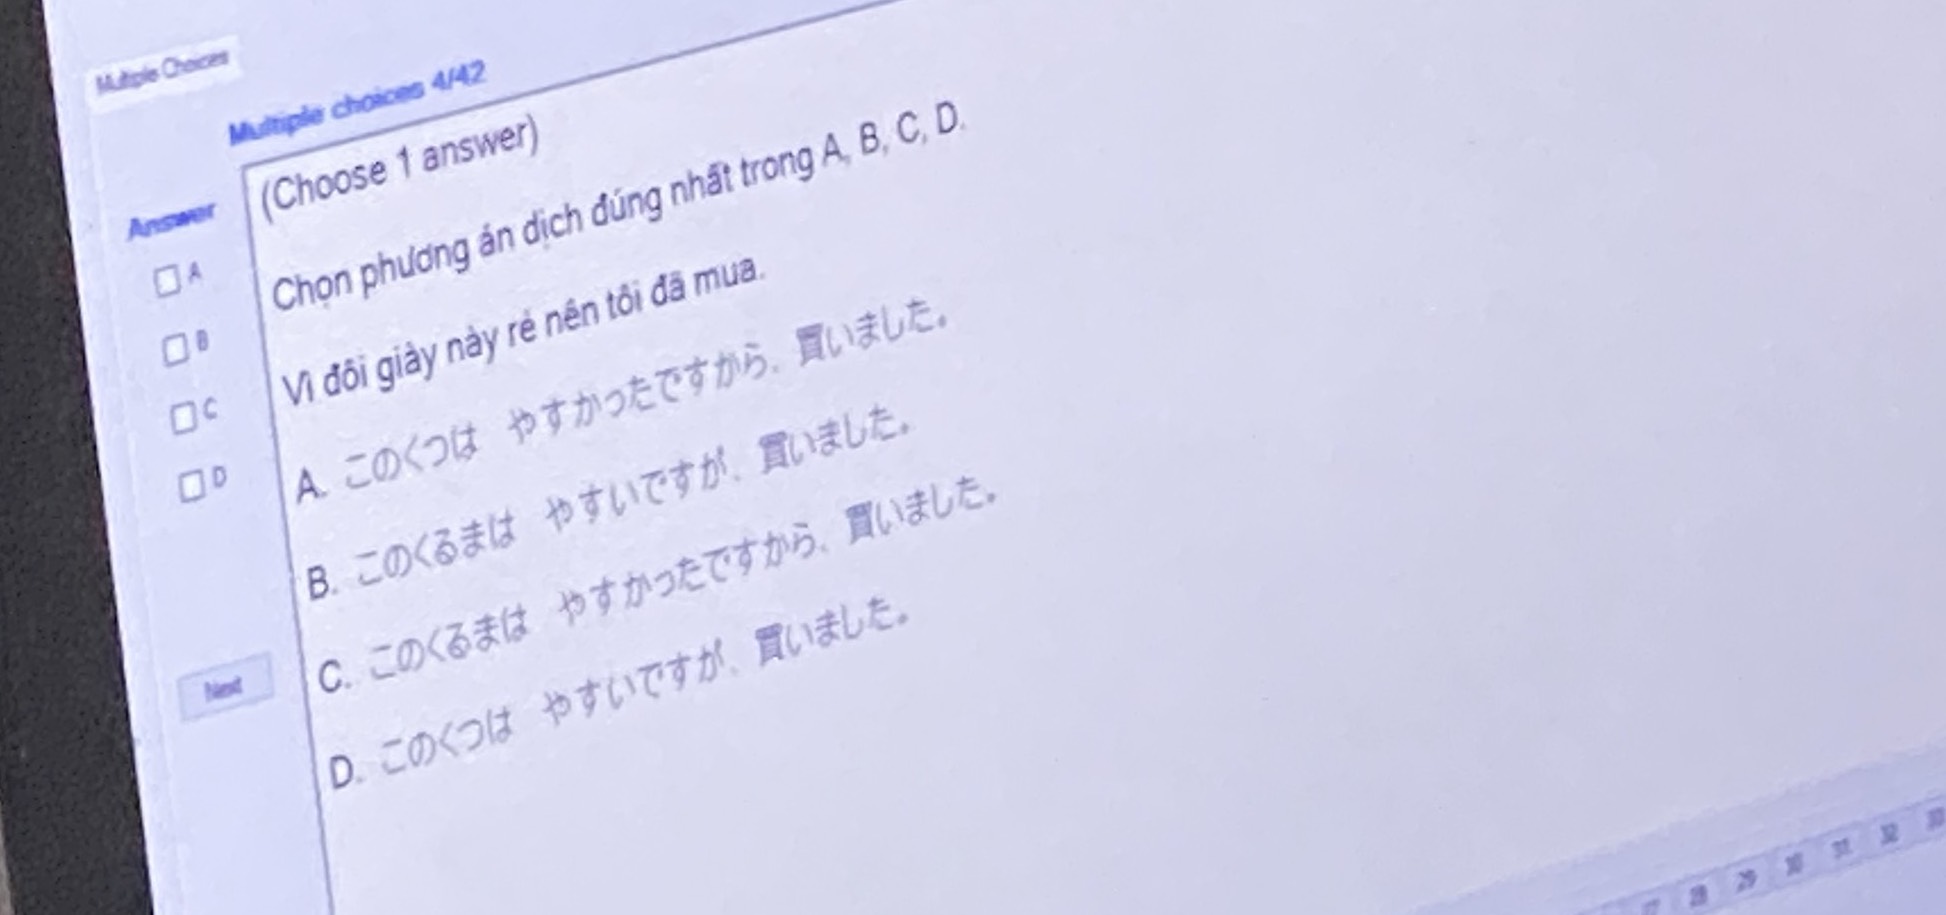 Multiple Choices
Multiple choices 4/42
(Choose 1 answer)
Answer
Chọn phương án dịch đúng nhất trong A, B, C, D.
A
Vì đôi giày này rẻ nên tôi đã mua.
B
A. このくつは　やすかったですから、買いました。
C
B. このくるまは　やすいですが、買いました。
D
C. このくるまは　やすかったですから、買いました。
D. このくつは　やすいですが、買いました。
Next
27 28 29 30 31 32 33